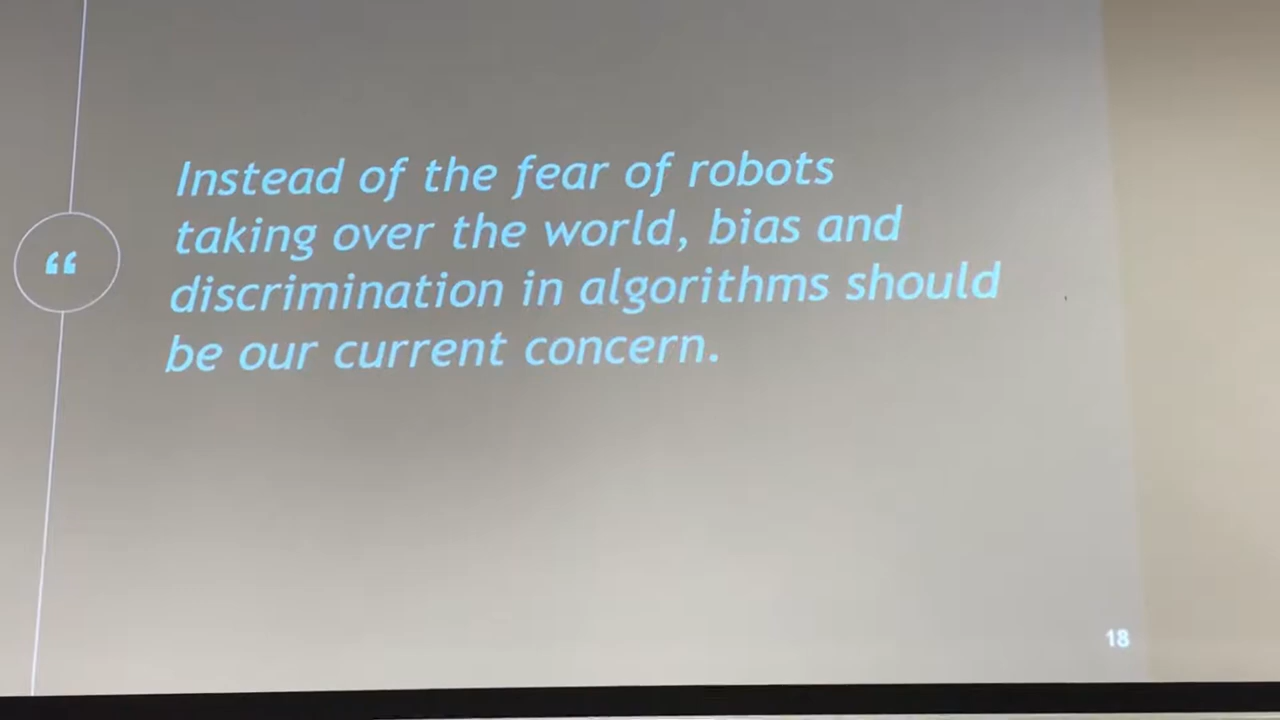 “
Instead of the fear of robots
taking over the world, bias and
discrimination in algorithms should
be our current concern.
18